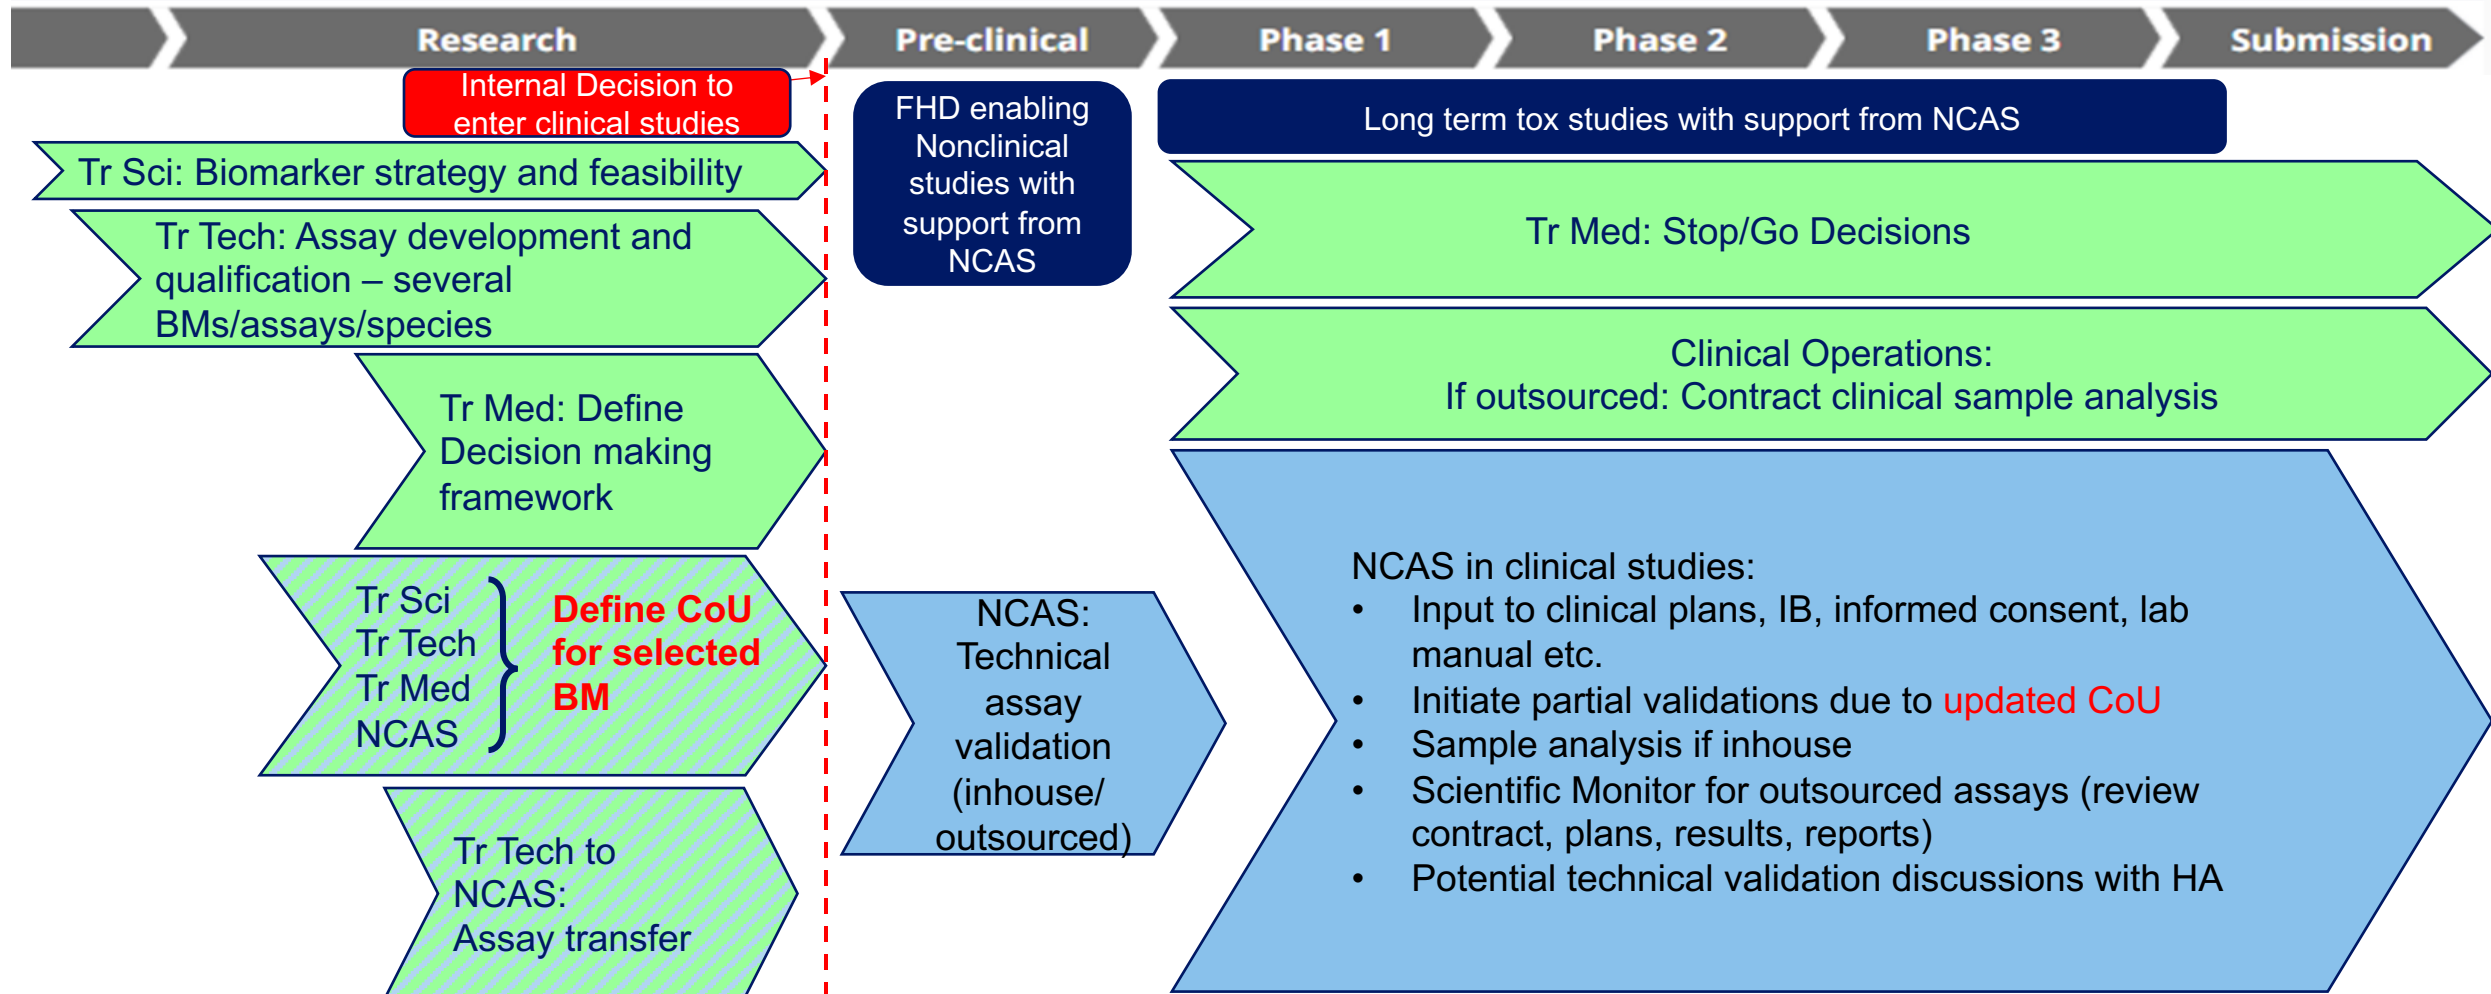 Research
Pre-clinical
Phase 1
Phase 2
Phase 3
Submission
Internal Decision to
enter clinical studies
FHD enabling
Nonclinical
studies with
support from
NCAS
Long term tox studies with support from NCAS
Tr Sci: Biomarker strategy and feasibility
Tr Tech: Assay development and
qualification – several
BMs/assays/species
Tr Med: Define
Decision making
framework
Tr Sci
Tr Tech
Tr Med
NCAS
Define CoU
for selected
BM
Tr Tech to
NCAS:
Assay transfer
NCAS:
Technical
assay
validation
(inhouse/
outsourced)
Tr Med: Stop/Go Decisions
Clinical Operations:
If outsourced: Contract clinical sample analysis
NCAS in clinical studies:
• Input to clinical plans, IB, informed consent, lab
manual etc.
• Initiate partial validations due to updated CoU
• Sample analysis if inhouse
• Scientific Monitor for outsourced assays (review
contract, plans, results, reports)
• Potential technical validation discussions with HA